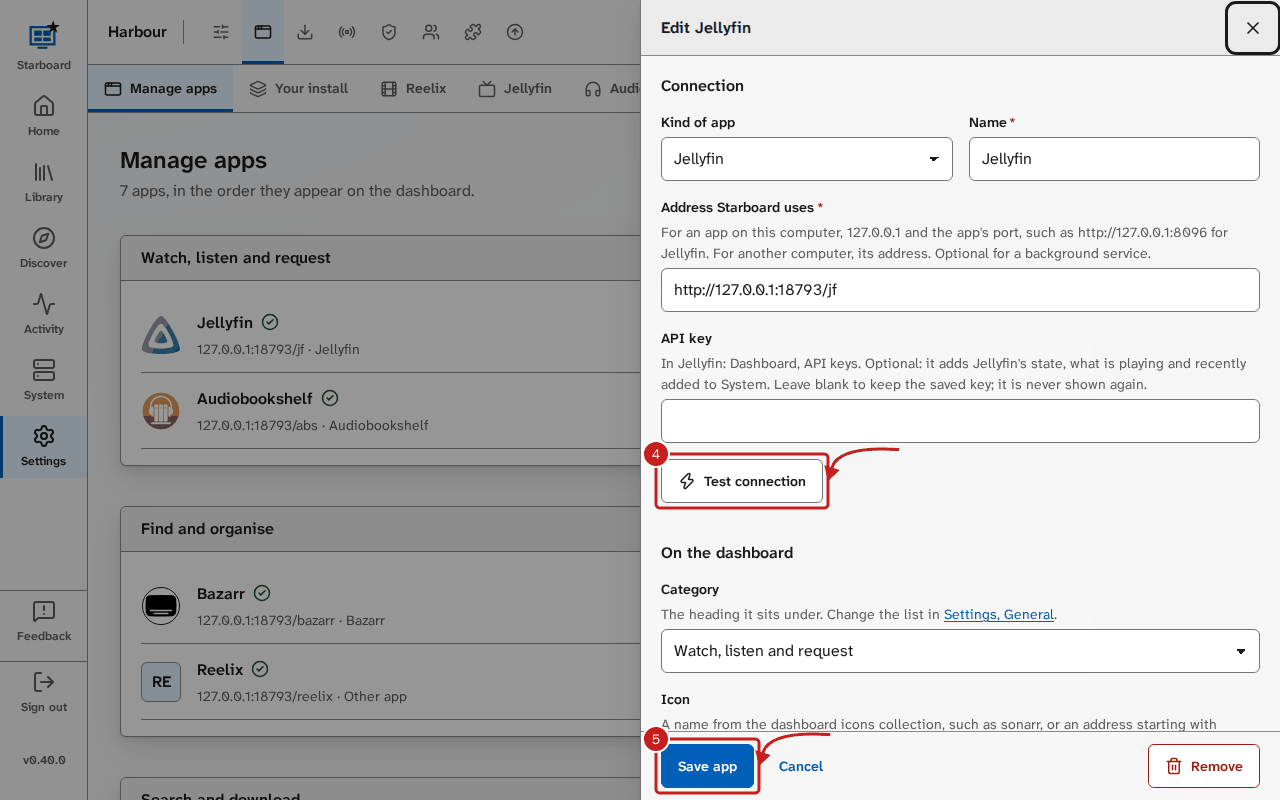 Starboard
Home
Library
Discover
Activity
System
Settings
Feedback
Sign out
v0.40.0
Harbour
Manage apps
Your install
Reelix
Jellyfin
Manage apps
7 apps, in the order they appear on the dashboard.
Watch, listen and request
Jellyfin
127.0.0.1:18793/jf · Jellyfin
Audiobookshelf
127.0.0.1:18793/abs · Audiobookshelf
Find and organise
Bazarr
127.0.0.1:18793/bazarr · Bazarr
RE
Reelix
127.0.0.1:18793/reelix · Other app
Search and download
Edit Jellyfin
Connection
Kind of app
Name *
Jellyfin
Jellyfin
Address Starboard uses *
For an app on this computer, 127.0.0.1 and the app's port, such as http://127.0.0.1:8096 for
Jellyfin. For another computer, its address. Optional for a background service.
http://127.0.0.1:18793/jf
API key
In Jellyfin: Dashboard, API keys. Optional: it adds Jellyfin's state, what is playing and recently
added to System. Leave blank to keep the saved key; it is never shown again.
4
Test connection
On the dashboard
Category
The heading it sits under. Change the list in Settings, General.
Watch, listen and request
Icon
A name from the dashboard icons collection, such as sonarr, or an address starting with
5
Save app
Cancel
Remove